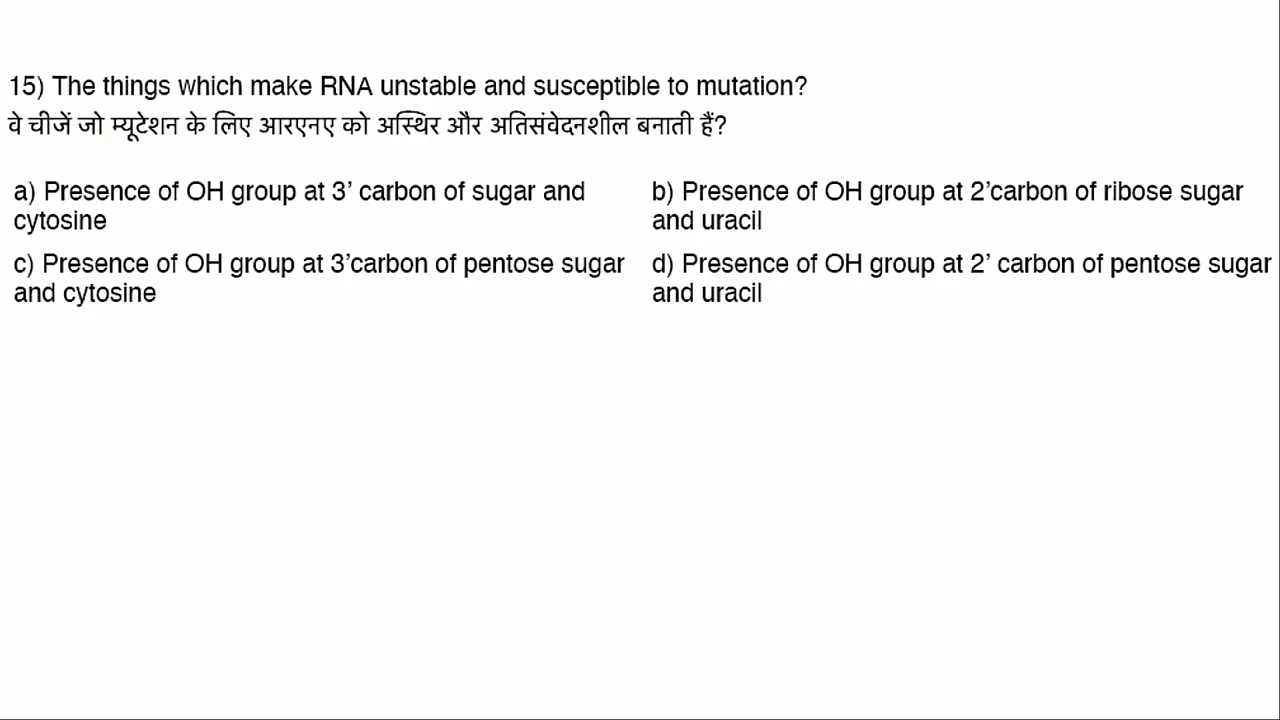 15) The things which make RNA unstable and susceptible to mutation?
वे चीजें जो म्यूटेशन के लिए आरएनए को अस्थिर और अतिसंवेदनशील बनाती हैं?
a) Presence of OH group at 3’ carbon of sugar and
cytosine
b) Presence of OH group at 2’carbon of ribose sugar
and uracil
c) Presence of OH group at 3’carbon of pentose sugar
and cytosine
d) Presence of OH group at 2’ carbon of pentose sugar
and uracil